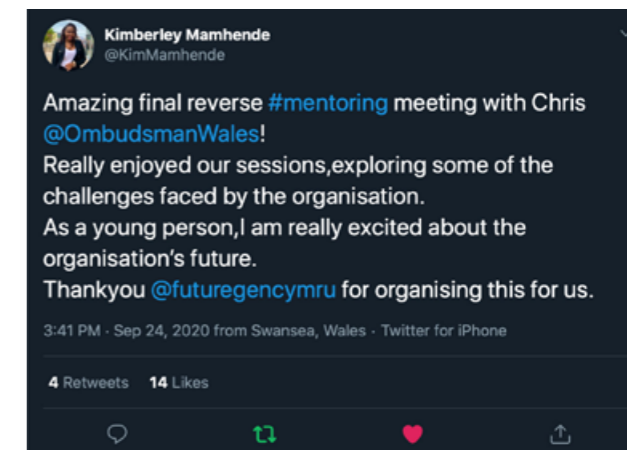 Kimberley Mamhende
@KimMamhende
Amazing final reverse #mentoring meeting with Chris
@OmbudsmanWales!
Really enjoyed our sessions,exploring some of the
challenges faced by the organisation.
As a young person,I am really excited about the
organisation's future.
Thankyou @futuregencymru for organising this for us.
3:41 PM · Sep 24, 2020 from Swansea, Wales · Twitter for iPhone
4 Retweets 14 Likes